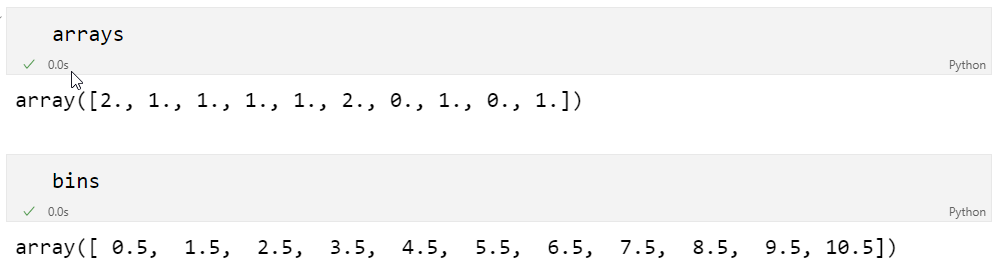 arrays
0.0s
Python
array([2., 1., 1., 1., 1., 2., 0., 1., 0., 1.])
bins
0.0s
Python
array([ 0.5,  1.5,  2.5,  3.5,  4.5,  5.5,  6.5,  7.5,  8.5,  9.5, 10.5])